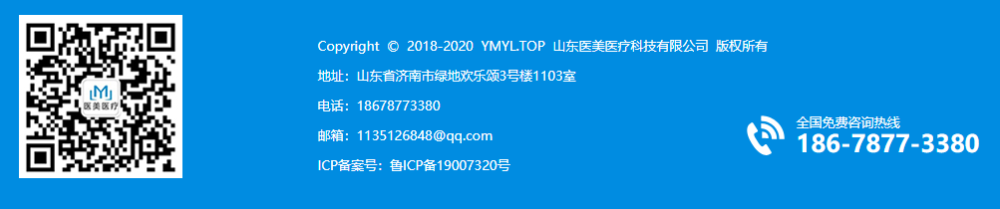 医美医疗
Copyright © 2018-2020 YMYL.TOP 山东医美医疗科技有限公司 版权所有
地址：山东省济南市绿地欢乐颂3号楼1103室
电话：18678773380
邮箱：1135126848@qq.com
ICP备案号：鲁ICP备19007320号
全国免费咨询热线
186-7877-3380